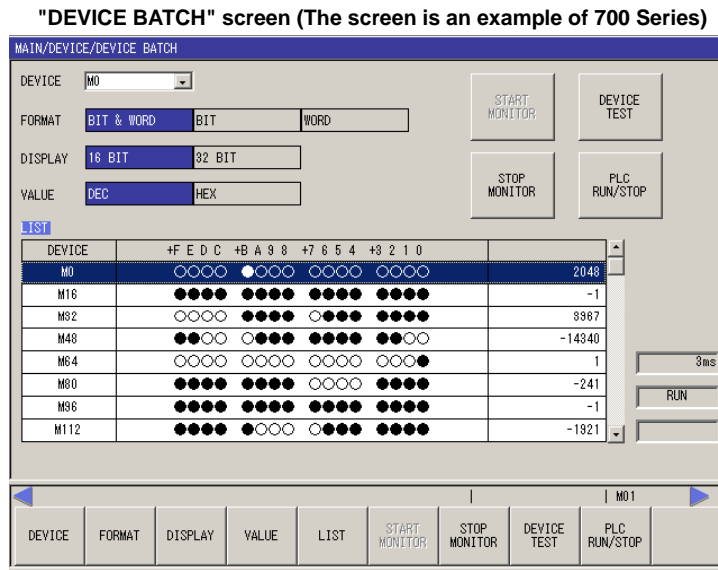 "DEVICE BATCH" screen (The screen is an example of 700 Series)
MAIN/DEVICE/DEVICE BATCH
DEVICE M0
FORMAT BIT & WORD BIT WORD
DISPLAY 16 BIT 32 BIT
VALUE DEC HEX
START MONITOR
DEVICE TEST
STOP MONITOR
PLC RUN/STOP
LIST
DEVICE +F E D C +B A 9 8 +7 6 5 4 +3 2 1 0
M0 2048
M16 -1
M32 3967
M48 -14340
M64 1
M80 -241
M96 -1
M112 -1921
3ms
RUN
M01
DEVICE FORMAT DISPLAY VALUE LIST START MONITOR STOP MONITOR DEVICE TEST PLC RUN/STOP